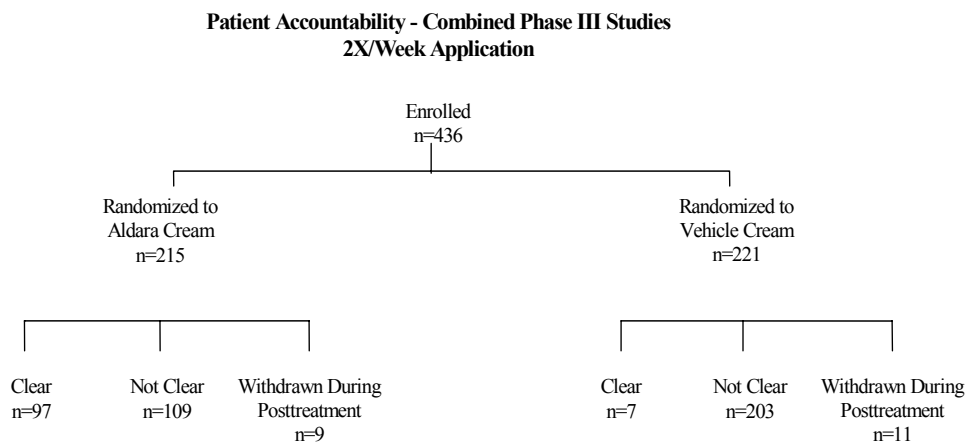 Patient Accountability - Combined Phase III Studies
2X/Week Application
Enrolled
n=436
Randomized to
Aldara Cream
n=215
Randomized to
Vehicle Cream
n=221
Clear
n=97
Not Clear
n=109
Withdrawn During
Posttreatment
n=9
Clear
n=7
Not Clear
n=203
Withdrawn During
Posttreatment
n=11